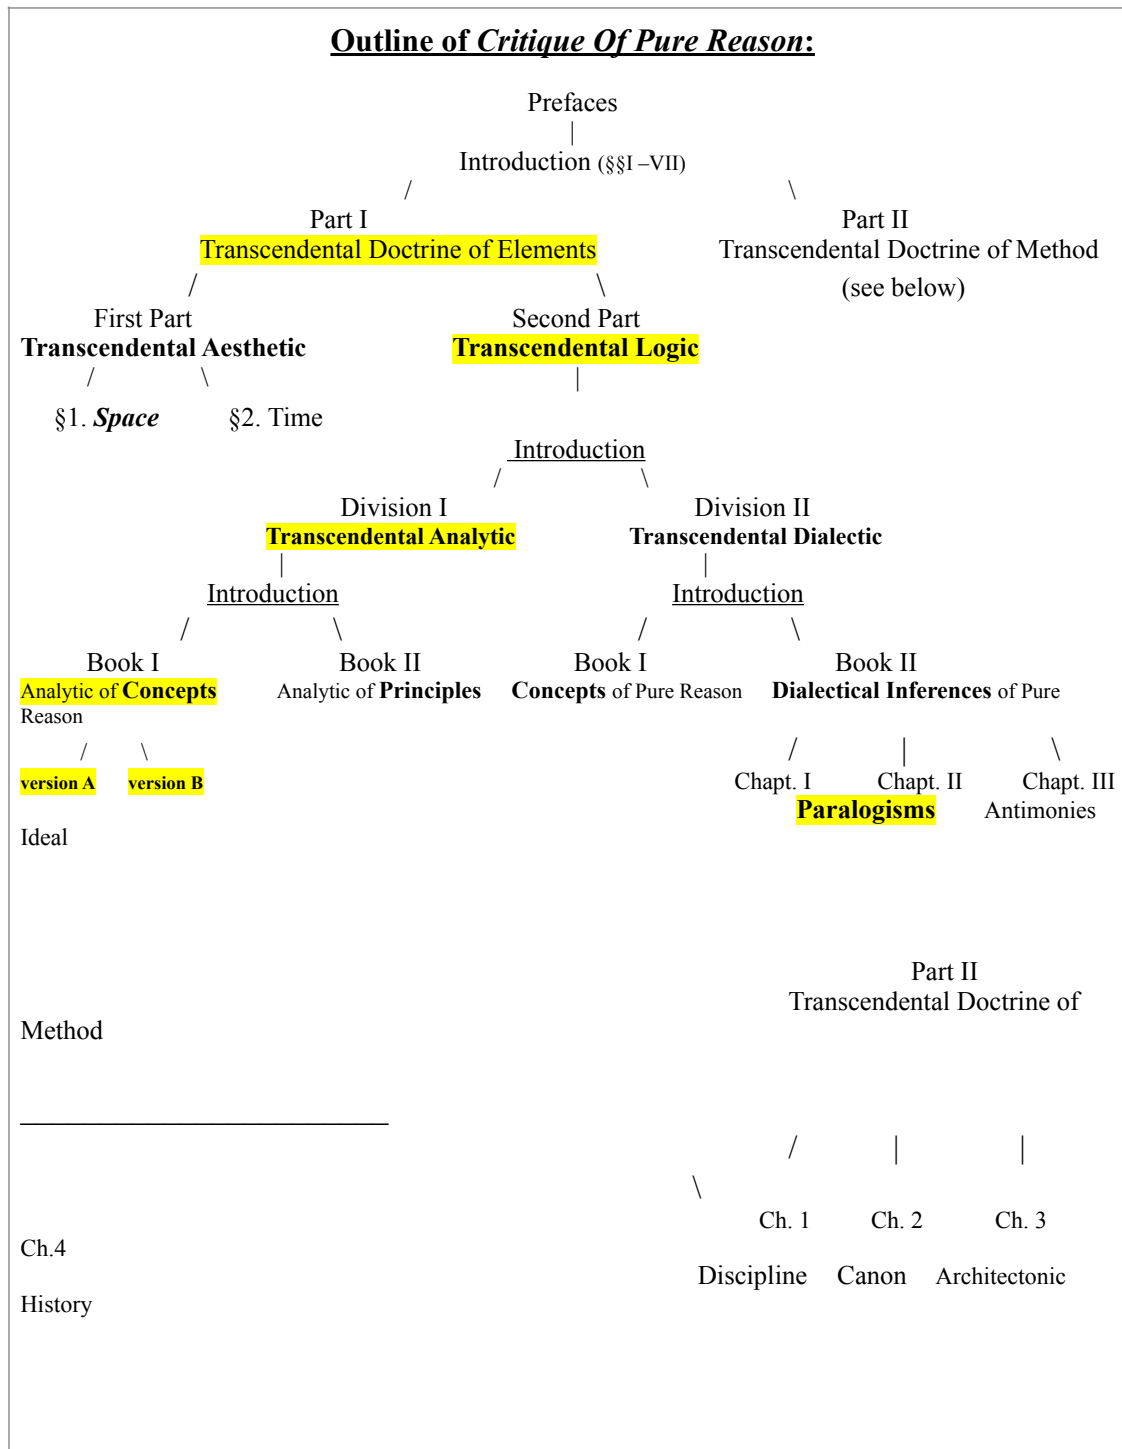 Outline of Critique Of Pure Reason:
Prefaces
|
Introduction (§§I –VII)
/ \
Part I Part II
Transcendental Doctrine of Elements Transcendental Doctrine of Method
/ \ (see below)
First Part Second Part
Transcendental Aesthetic Transcendental Logic
/ \ |
§1. Space §2. Time
Introduction
/ \
Division I Division II
Transcendental Analytic Transcendental Dialectic
| |
Introduction Introduction
/ \ / \
Book I Book II Book I Book II
Analytic of Concepts Analytic of Principles Concepts of Pure Reason Dialectical Inferences of Pure
Reason
/ \ / | \
version A version B Chapt. I Chapt. II Chapt. III
Paralogisms Antimonies
Ideal
Part II
Transcendental Doctrine of
Method
___________________________
/ | |
\
Ch. 1 Ch. 2 Ch. 3
Ch.4
Discipline Canon Architectonic
History